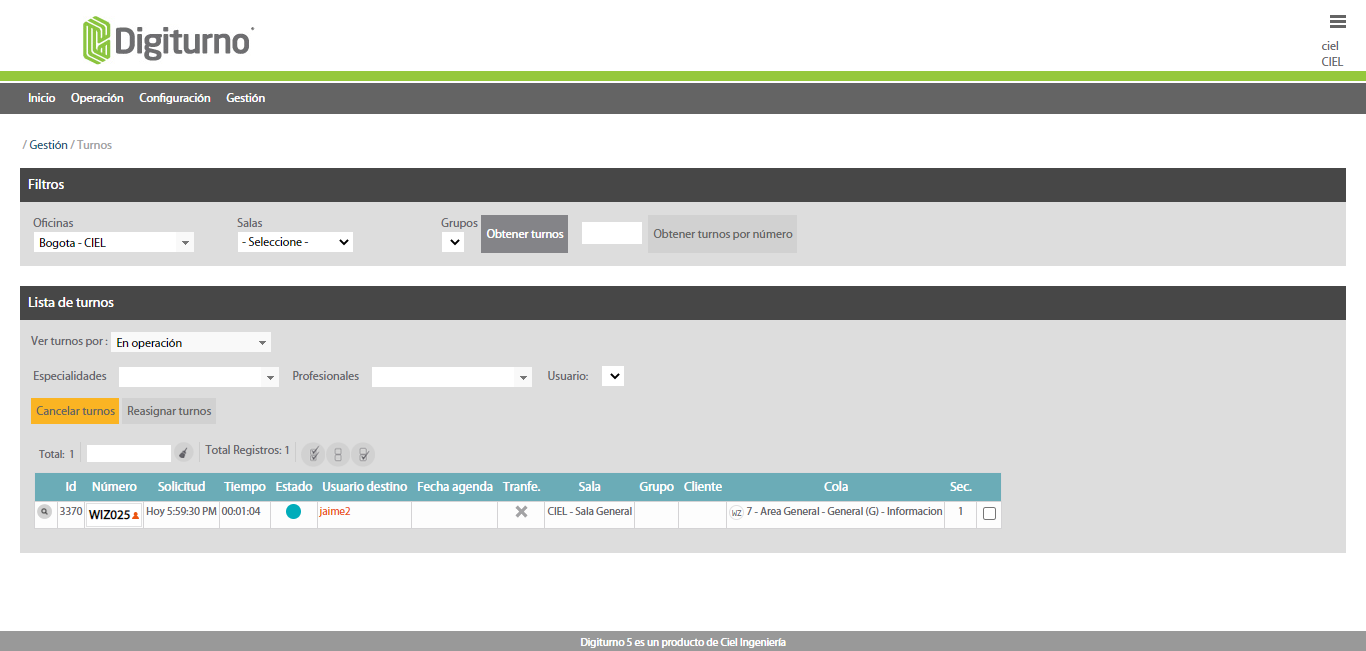 Digiturno
ciel
CIEL
Inicio Operación Configuración Gestión
/ Gestión / Turnos
Filtros
Oficinas Salas Grupos
Bogota - CIEL - Seleccione - Obtener turnos Obtener turnos por número
Lista de turnos
Ver turnos por : En operación
Especialidades Profesionales Usuario:
Cancelar turnos Reasignar turnos
Total: 1 Total Registros: 1
Id Número Solicitud Tiempo Estado Usuario destino Fecha agenda Tranfe. Sala Grupo Cliente Cola Sec.
3370 WIZ025 Hoy 5:59:30 PM 00:01:04 jaime2 CIEL - Sala General WZ 7 - Area General - General (G) - Informacion 1
Digiturno 5 es un producto de Ciel Ingeniería